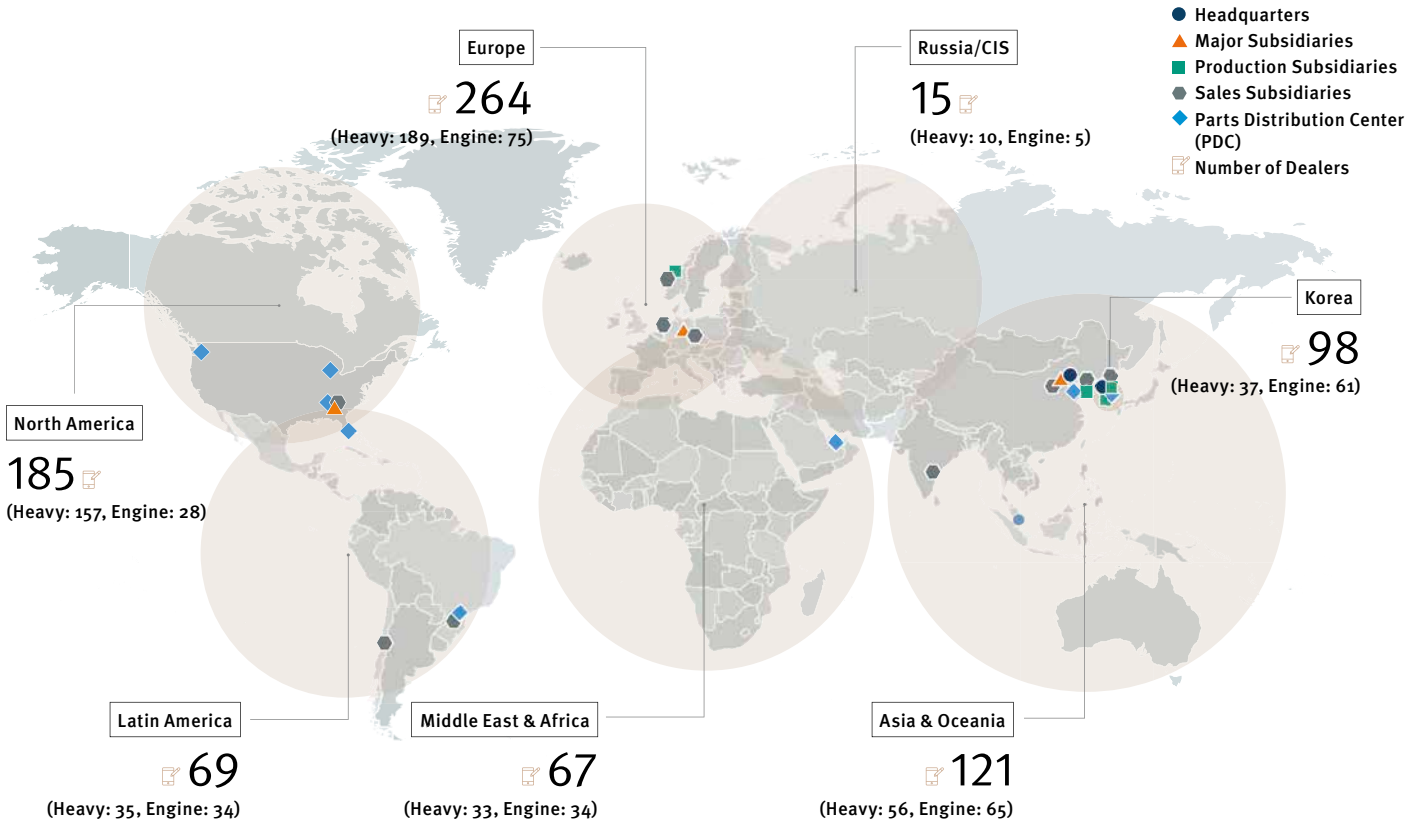 Headquarters
Major Subsidiaries
Production Subsidiaries
Sales Subsidiaries
Parts Distribution Center
(PDC)
Number of Dealers
Europe
264
(Heavy: 189, Engine: 75)
Russia/CIS
15
(Heavy: 10, Engine: 5)
Korea
98
(Heavy: 37, Engine: 61)
North America
185
(Heavy: 157, Engine: 28)
Latin America
69
(Heavy: 35, Engine: 34)
Middle East & Africa
67
(Heavy: 33, Engine: 34)
Asia & Oceania
121
(Heavy: 56, Engine: 65)